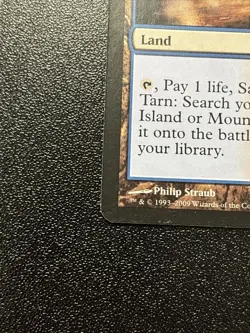 Land
, Pay 1 life, Sa
Tarn: Search yo
Island or Moun
it onto the battl
your library.
Philip Straub
™ & © 1993–2009 Wizards of the Co